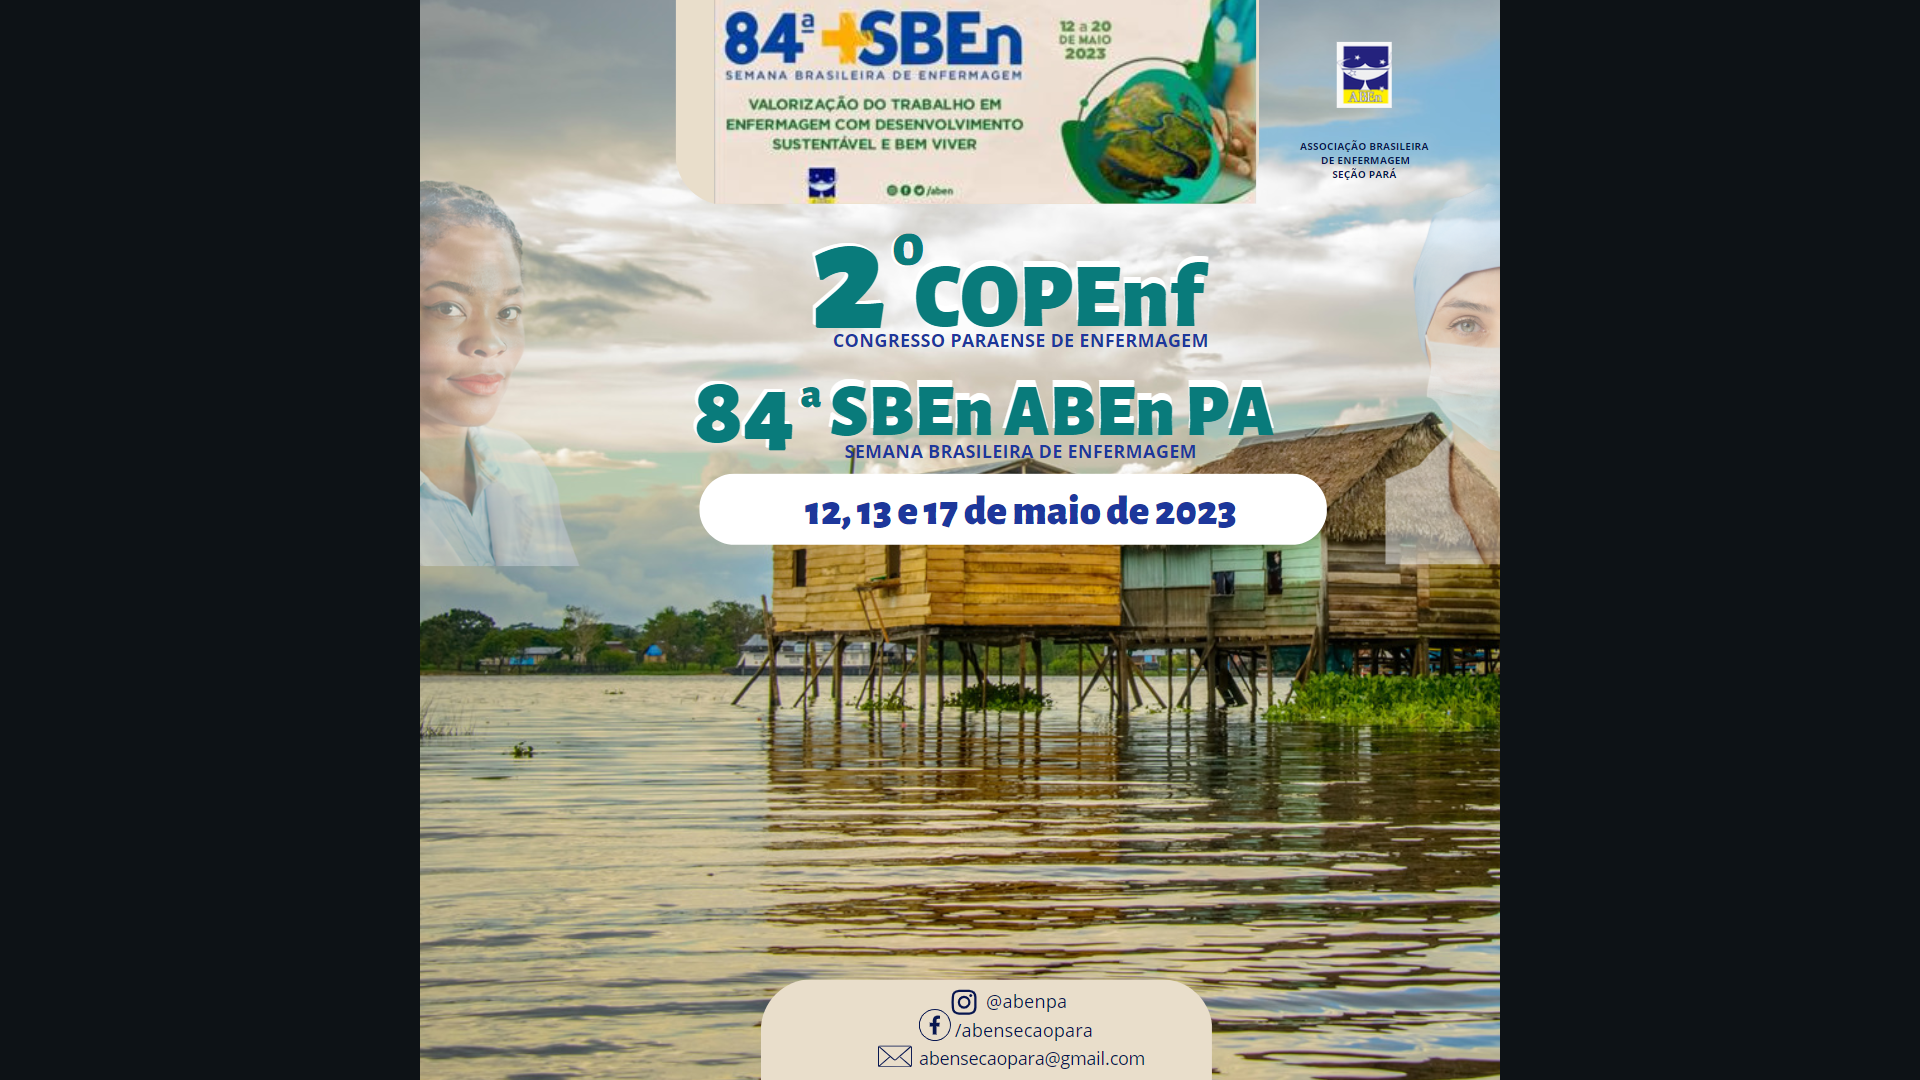 84ª SBEn
SEMANA BRASILEIRA DE ENFERMAGEM
12 a 20
DE MAIO
2023
VALORIZAÇÃO DO TRABALHO EM
ENFERMAGEM COM DESENVOLVIMENTO
SUSTENTÁVEL E BEM VIVER
/aben
ABEn
ASSOCIAÇÃO BRASILEIRA
DE ENFERMAGEM
SEÇÃO PARÁ
2º COPEnf
CONGRESSO PARAENSE DE ENFERMAGEM
84ª SBEn ABEn PA
SEMANA BRASILEIRA DE ENFERMAGEM
12, 13 e 17 de maio de 2023
@abenpa
/abensecaopara
abensecaopara@gmail.com